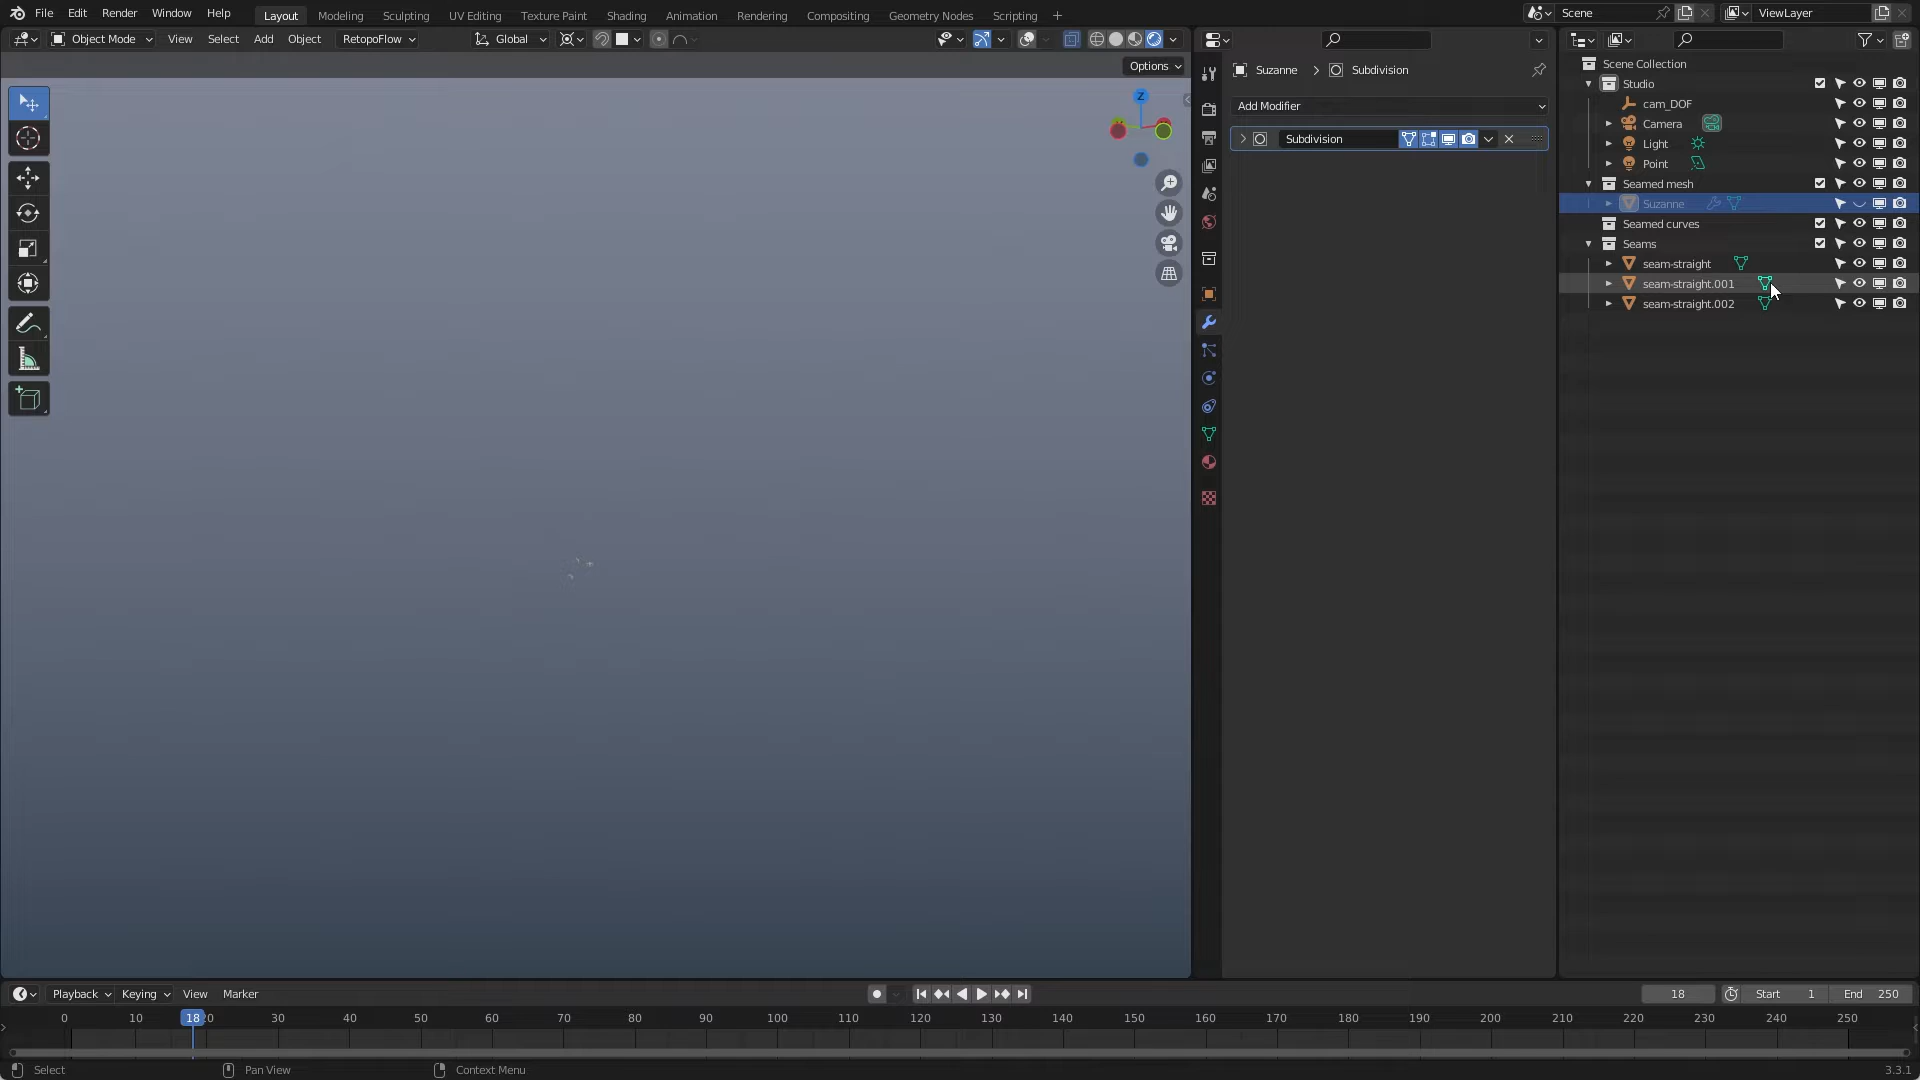 File Edit Render Window Help Layout Modeling Sculpting UV Editing Texture Paint Shading Animation Rendering Compositing Geometry Nodes Scripting Scene ViewLayer
Object Mode View Select Add Object RetopoFlow Global
Options
Z
Suzanne Subdivision
Add Modifier
Subdivision
Scene Collection
Studio
cam_DOF
Camera
Light
Point
Seamed mesh
Suzanne
Seamed curves
Seams
seam-straight
seam-straight.001
seam-straight.002
Playback Keying View Marker 18 Start 1 End 250
0 10 18 20 30 40 50 60 70 80 90 100 110 120 130 140 150 160 170 180 190 200 210 220 230 240 250
Select Pan View Context Menu 3.3.1